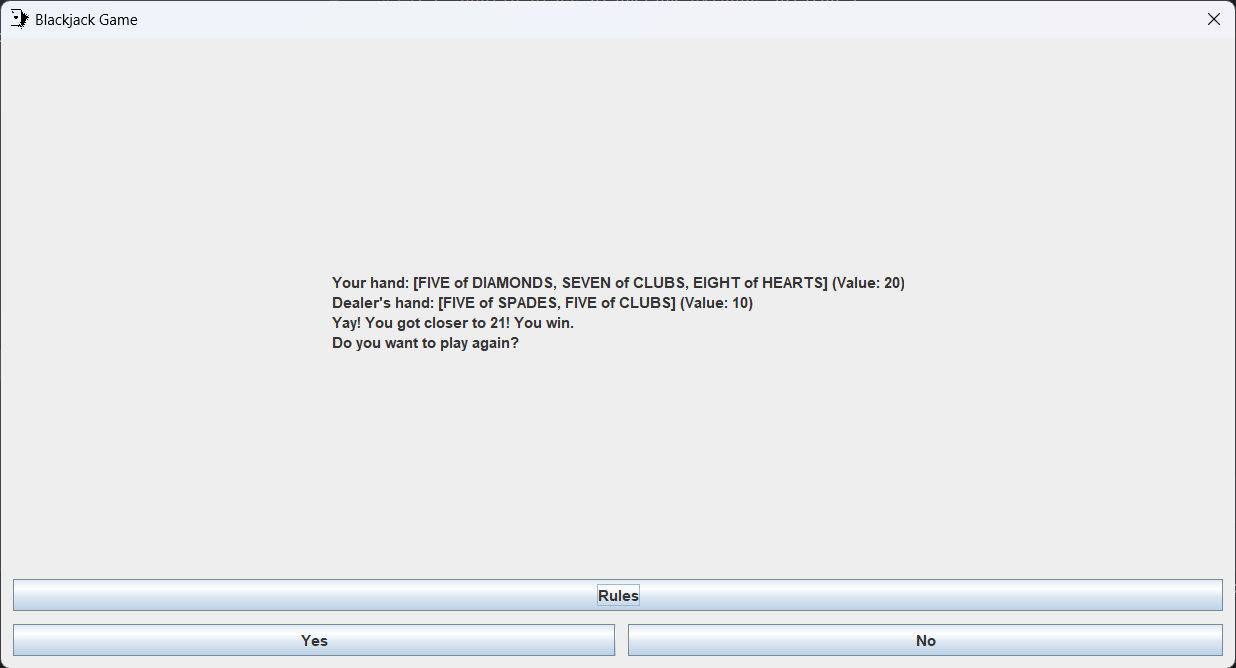 Blackjack Game
Your hand: [FIVE of DIAMONDS, SEVEN of CLUBS, EIGHT of HEARTS] (Value: 20)
Dealer's hand: [FIVE of SPADES, FIVE of CLUBS] (Value: 10)
Yay! You got closer to 21! You win.
Do you want to play again?
Rules
Yes
No